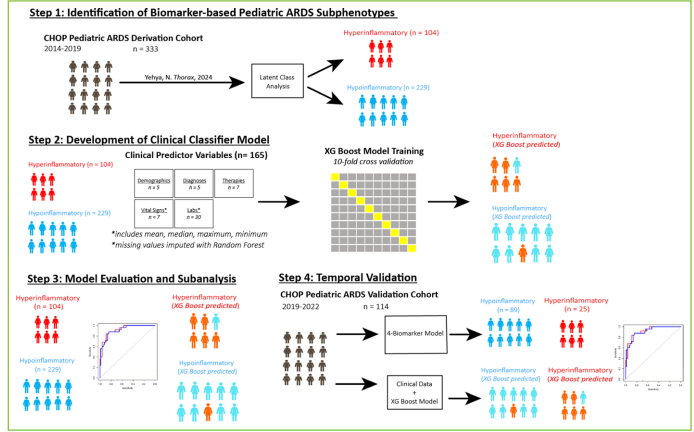 Step 1: Identification of Biomarker-based Pediatric ARDS Subphenotypes
CHOP Pediatric ARDS Derivation Cohort
2014-2019 n = 333
Yehya, N. Thorax, 2024
Latent Class
Analysis
Hyperinflammatory (n = 104)
Hypoinflammatory (n = 229)
Step 2: Development of Clinical Classifier Model
Hyperinflammatory (n = 104)
Hypoinflammatory (n = 229)
Clinical Predictor Variables (n= 165)
Demographics
n = 5
Diagnoses
n = 5
Therapies
n = 7
Vital Signs*
n = 7
Labs*
n = 30
*includes mean, median, maximum, minimum
*missing values imputed with Random Forest
XG Boost Model Training
10-fold cross validation
Hyperinflammatory
(XG Boost predicted)
Hypoinflammatory
(XG Boost predicted)
Step 3: Model Evaluation and Subanalysis
Hyperinflammatory
(n = 104)
Hypoinflammatory
(n = 229)
Hyperinflammatory
(XG Boost predicted)
Hypoinflammatory
(XG Boost predicted)
Step 4: Temporal Validation
CHOP Pediatric ARDS Validation Cohort
2019-2022 n = 114
4-Biomarker Model
Clinical Data
+
XG Boost Model
Hypoinflammatory
(n = 89)
Hyperinflammatory
(n = 25)
Hypoinflammatory
(XG Boost predicted)
Hyperinflammatory
(XG Boost predicted)